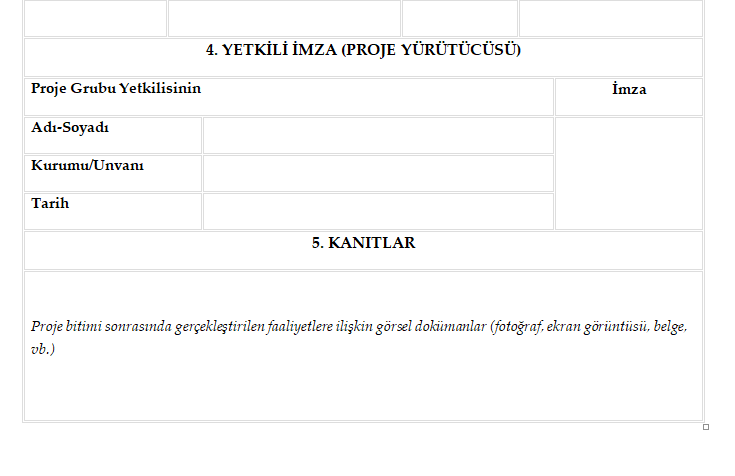 4. YETKİLİ İMZA (PROJE YÜRÜTÜCÜSÜ)
Proje Grubu Yetkilisinin
İmza
Adı-Soyadı
Kurumu/Unvanı
Tarih
5. KANITLAR
Proje bitimi sonrasında gerçekleştirilen faaliyetlere ilişkin görsel dokümanlar (fotoğraf, ekran görüntüsü, belge,
vb.)